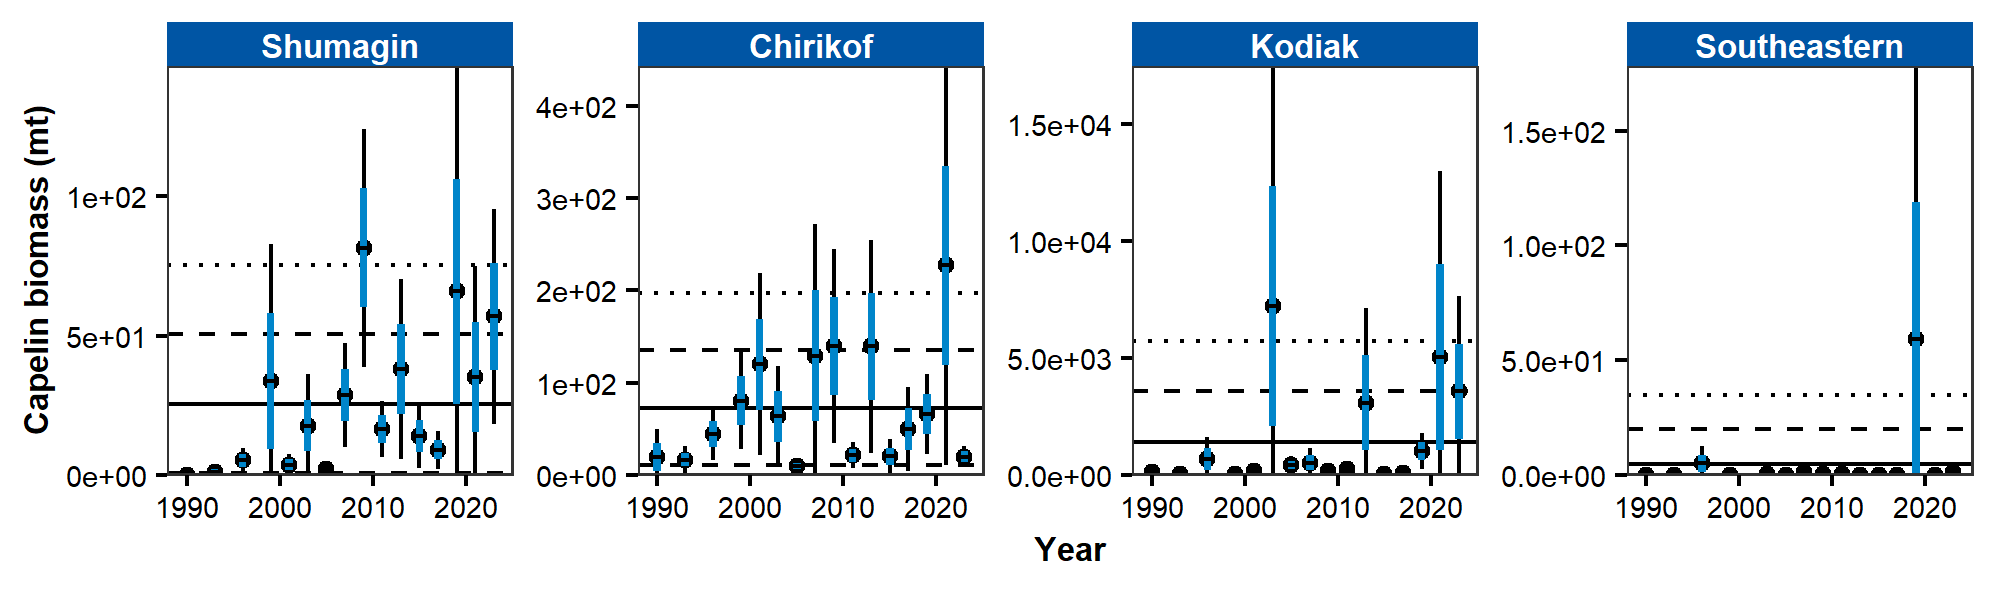 Shumagin Chirikof Kodiak Southeastern
Capelin biomass (mt)
1e+02
5e+01
0e+00
1990 2000 2010 2020
4e+02
3e+02
2e+02
1e+02
0e+00
1990 2000 2010 2020
1.5e+04
1.0e+04
5.0e+03
0.0e+00
1990 2000 2010 2020
1.5e+02
1.0e+02
5.0e+01
0.0e+00
1990 2000 2010 2020
Year